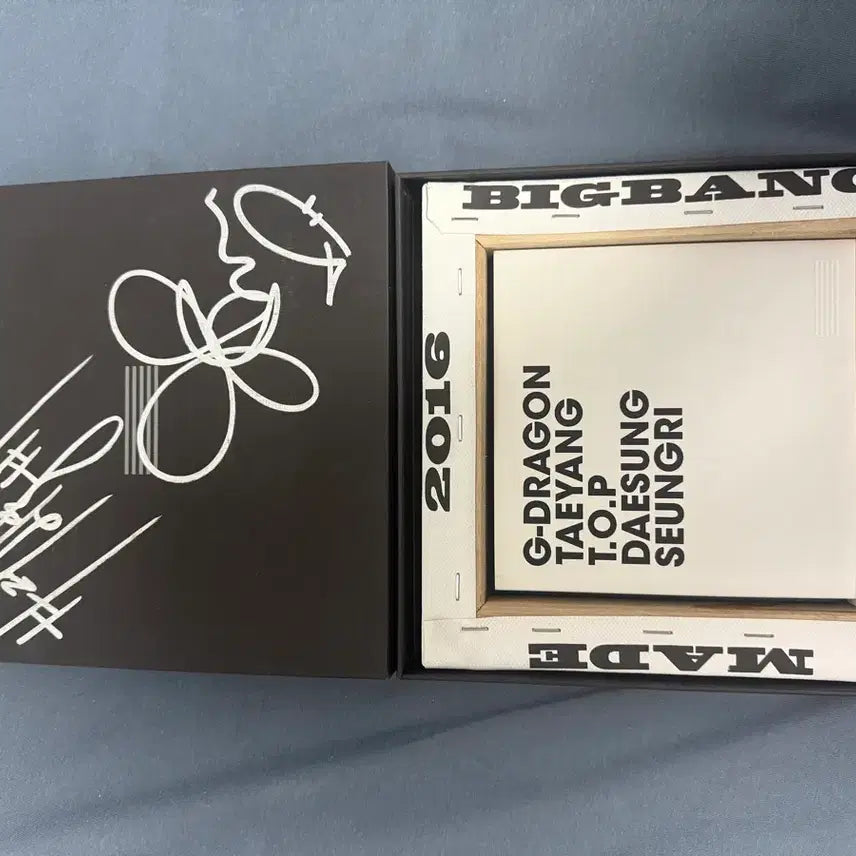 BIGBANG
2016
G-DRAGON
TAEYANG
T.O.P
DAESUNG
SEUNGRI
MADE